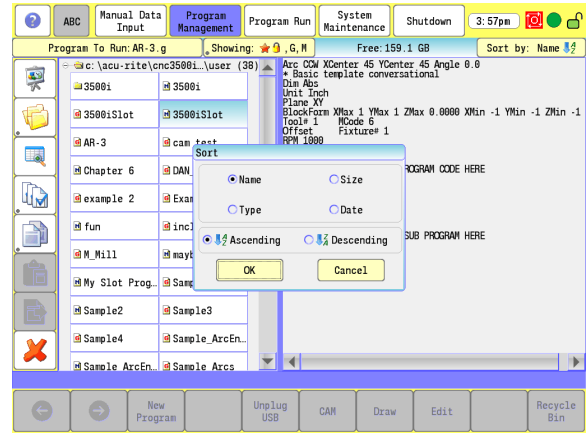 ?
ABC
Manual Data Input
Program Management
Program Run
System Maintenance
Shutdown
3:57pm
Program To Run: AR-3.g
Showing: , G, M
Free: 159.1 GB
Sort by: Name
c: \acu-rite\cnc3500i...\user (38)
3500i
3500i
3500iSlot
3500iSlot
AR-3
cam test
Chapter 6
DAN
example 2
Exam
fun
incl
M_Mill
mayb
My Slot Prog...
Samp
Sample2
Sample3
Sample4
Sample_ArcEn...
Sample ArcEn...
Sample Arcs
Arc CCW XCenter 45 YCenter 45 Angle 0.0
* Basic template conversational
Dim Abs
Unit Inch
Plane XY
BlockForm XMax 1 YMax 1 ZMax 0.0000 XMin -1 YMin -1 ZMin -1
Tool# 1 MCode 6
Offset Fixture# 1
RPM 1000
ROGRAM CODE HERE
SUB PROGRAM HERE
Sort
Name
Size
Type
Date
Ascending
Descending
OK
Cancel
New Program
Unplug USB
CAM
Draw
Edit
Recycle Bin